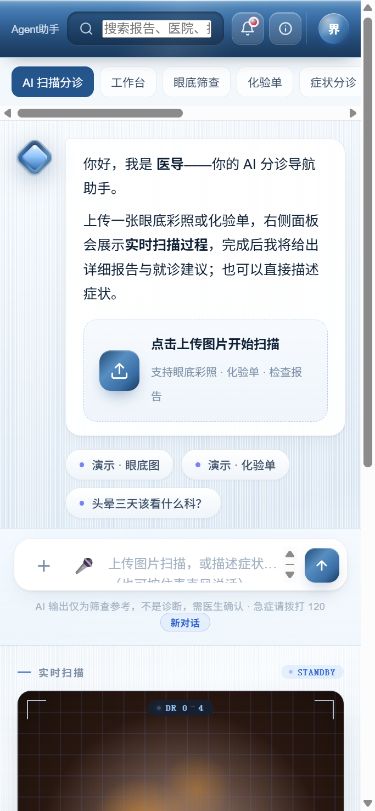 Agent助手
搜索报告、医院、
界
AI 扫描分诊
工作台
眼底筛查
化验单
症状分诊
你好，我是 医导——你的 AI 分诊导航
助手。
上传一张眼底彩照或化验单，右侧面板
会展示实时扫描过程，完成后我将给出
详细报告与就诊建议；也可以直接描述
症状。
点击上传图片开始扫描
支持眼底彩照 · 化验单 · 检查报
告
演示 · 眼底图
演示 · 化验单
头晕三天该看什么科？
上传图片扫描，或描述症状…
AI 输出仅为筛查参考，不是诊断，需医生确认 · 急症请拨打 120
新对话
实时扫描
STANDBY
DR 0–4